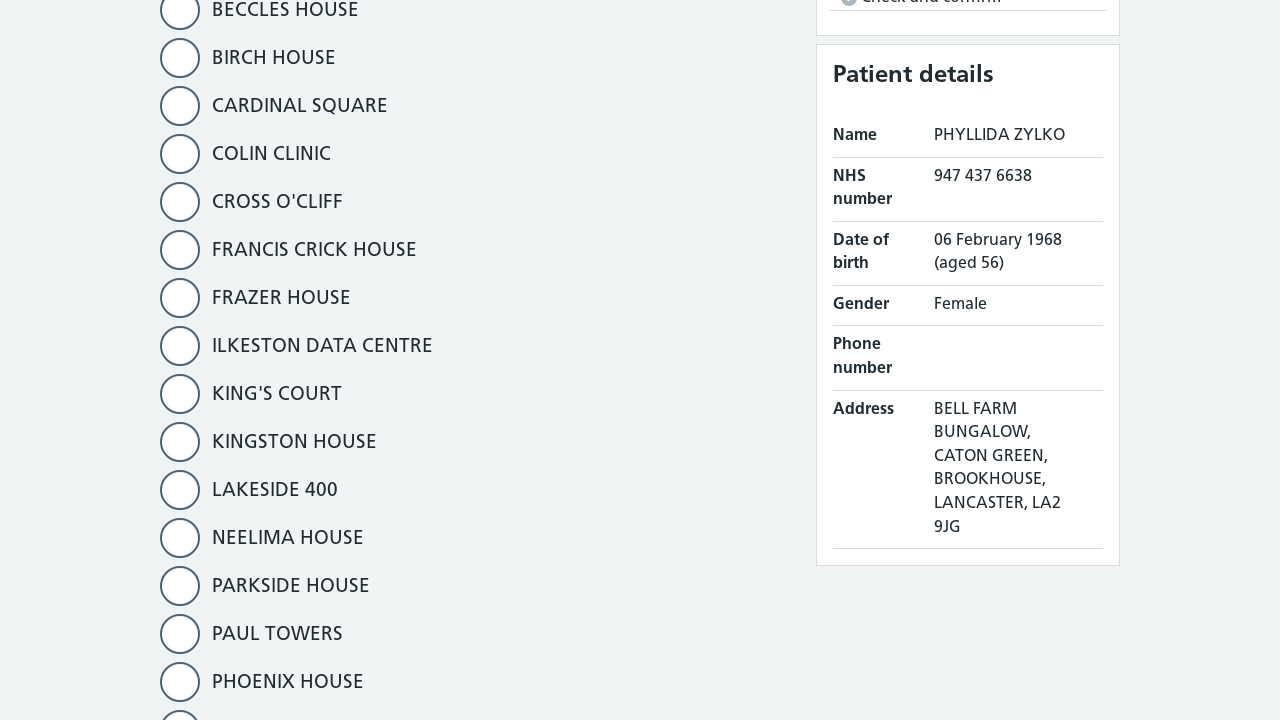 BECCLES HOUSE
BIRCH HOUSE
CARDINAL SQUARE
COLIN CLINIC
CROSS O'CLIFF
FRANCIS CRICK HOUSE
FRAZER HOUSE
ILKESTON DATA CENTRE
KING'S COURT
KINGSTON HOUSE
LAKESIDE 400
NEELIMA HOUSE
PARKSIDE HOUSE
PAUL TOWERS
PHOENIX HOUSE
Check and confirm
Patient details
Name PHYLLIDA ZYLKO
NHS number 947 437 6638
Date of birth 06 February 1968
(aged 56)
Gender Female
Phone number
Address BELL FARM
BUNGALOW,
CATON GREEN,
BROOKHOUSE,
LANCASTER, LA2
9JG